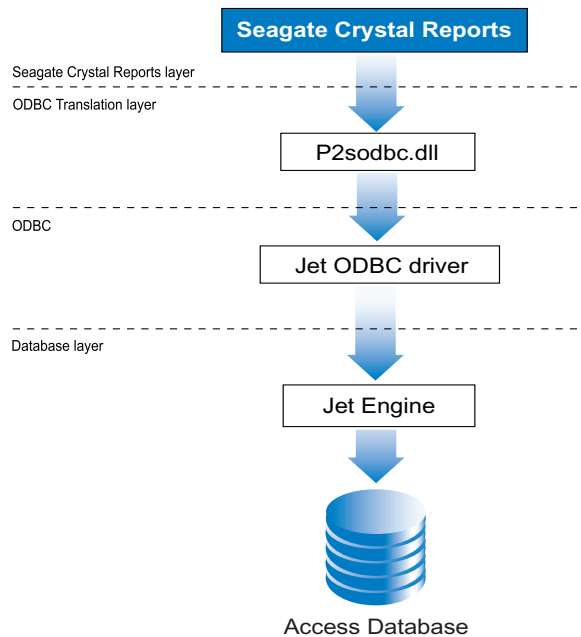 Seagate Crystal Reports
Seagate Crystal Reports layer
ODBC Translation layer
P2sodbc.dll
ODBC
Jet ODBC driver
Database layer
Jet Engine
Access Database